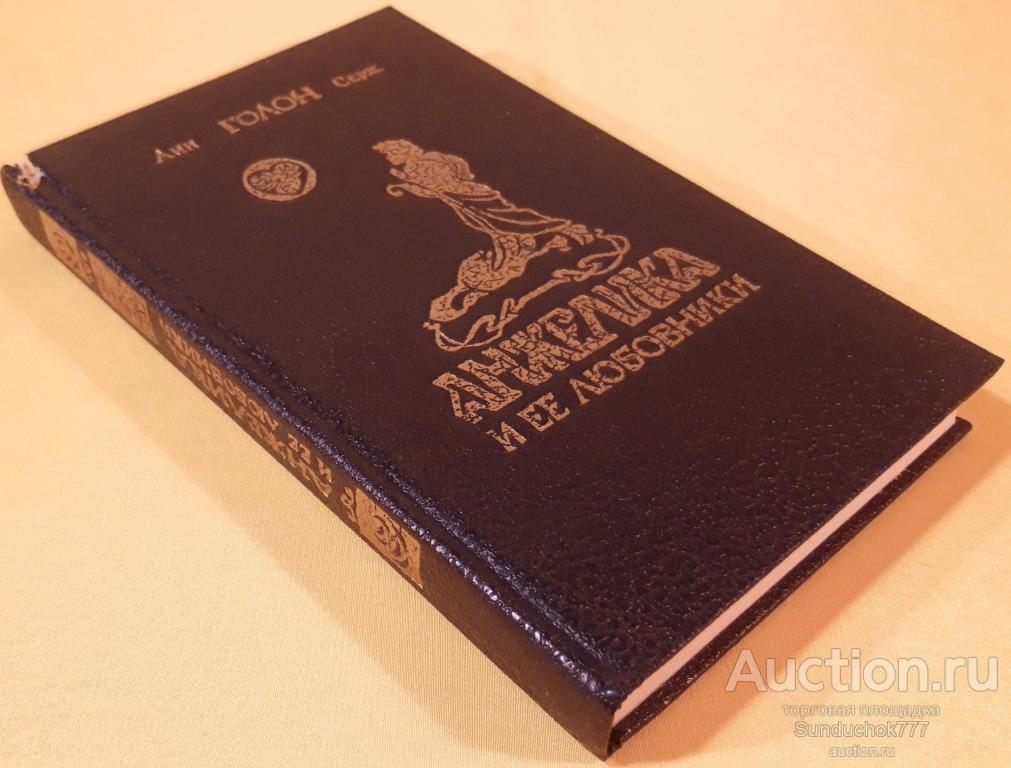 Анн ГОЛОН Серж
АНЖЕЛИКА
И ЕЕ ЛЮБОВНИКИ
АНЖЕЛИКА
И ЕЕ ЛЮБОВНИКИ
Auction.ru
торговая площадка
Sunduchok777
auction.ru